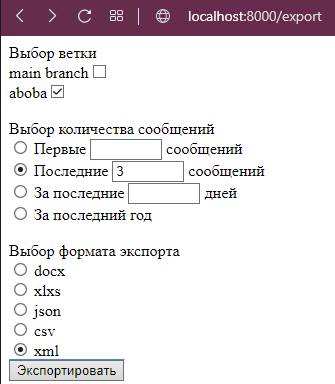 localhost:8000/export
Выбор ветки
main branch
aboba
Выбор количества сообщений
Первые сообщений
Последние 3 сообщений
За последние дней
За последний год
Выбор формата экспорта
docx
xlxs
json
csv
xml
Экспортировать